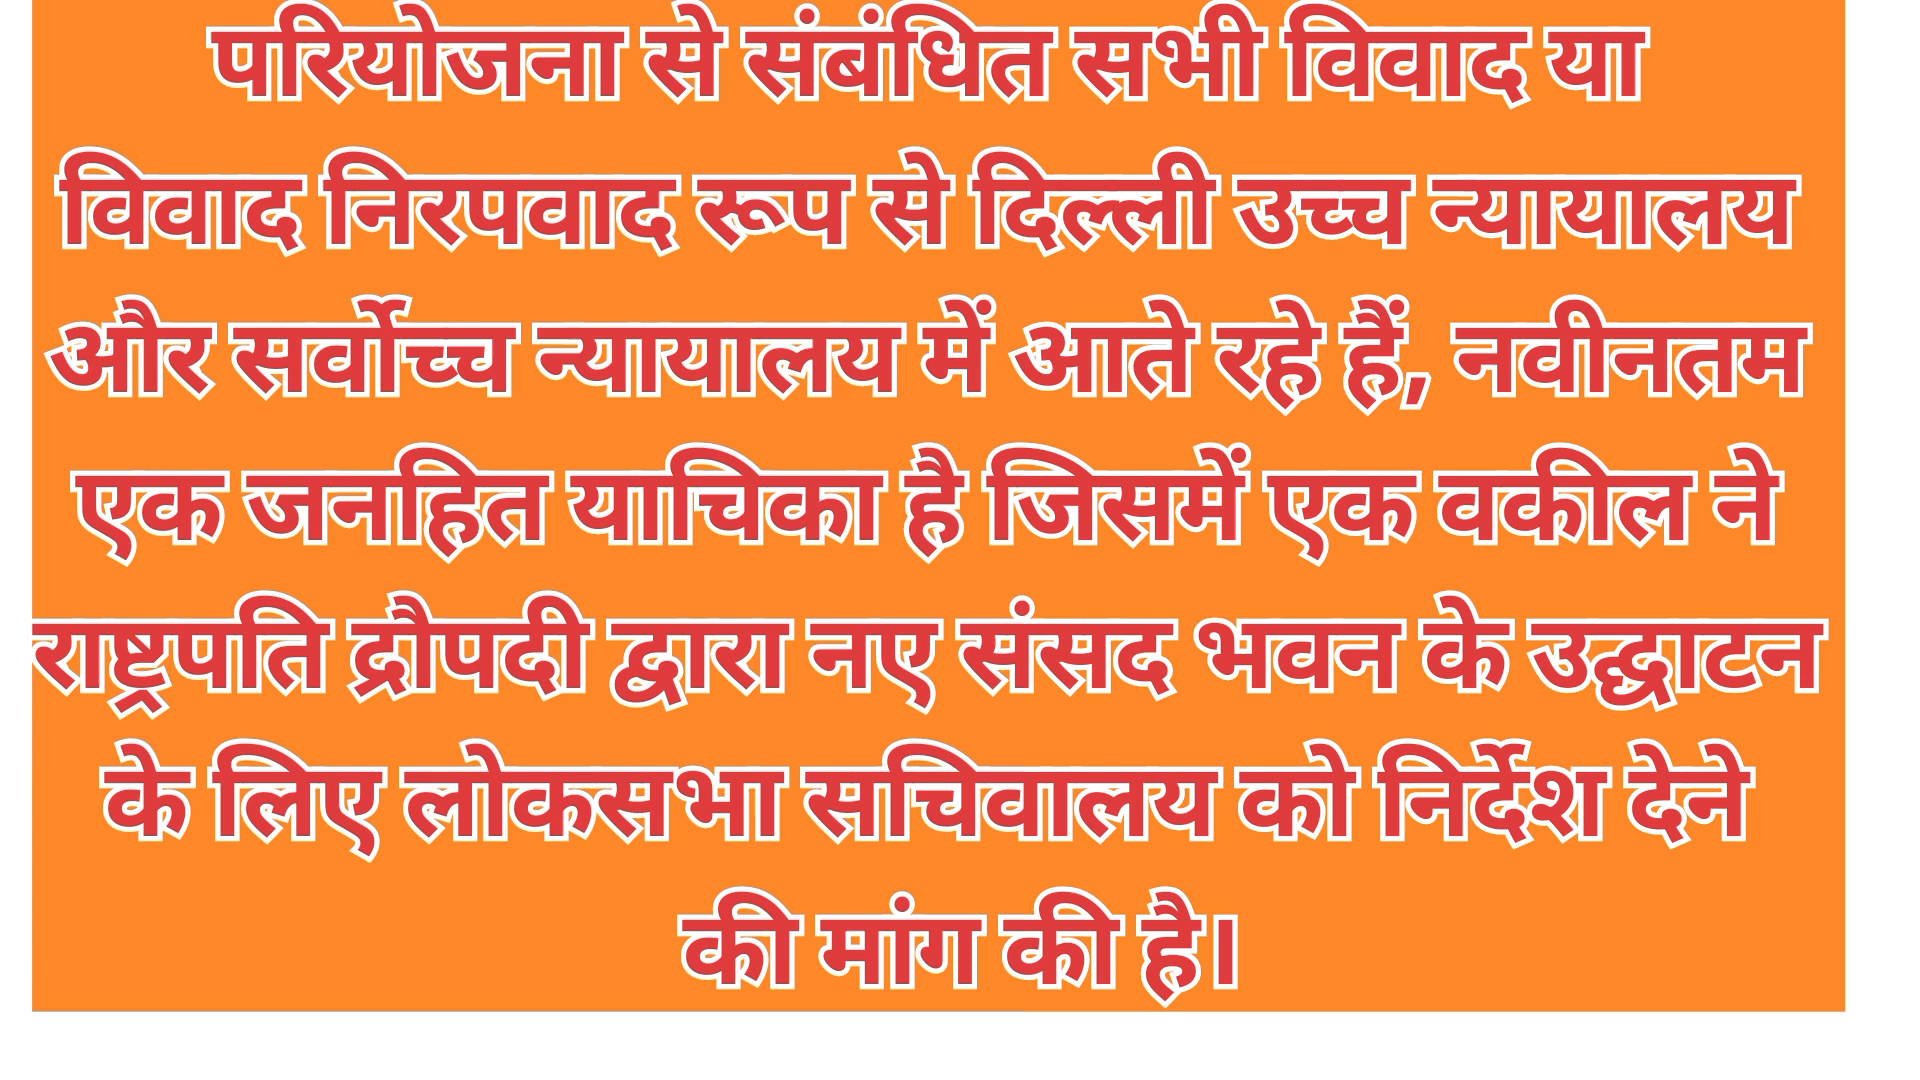 परियोजना से संबंधित सभी विवाद या
विवाद निरपवाद रूप से दिल्ली उच्च न्यायालय
और सर्वोच्च न्यायालय में आते रहे हैं, नवीनतम
एक जनहित याचिका है जिसमें एक वकील ने
राष्ट्रपति द्रौपदी द्वारा नए संसद भवन के उद्घाटन
के लिए लोकसभा सचिवालय को निर्देश देने
की मांग की है।